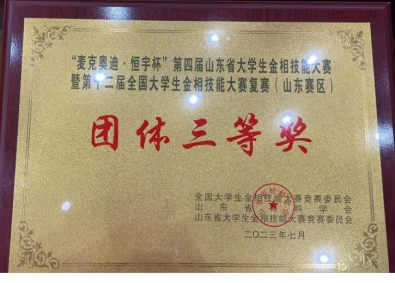 “麦克奥迪·恒宇杯”第四届山东省大学生金相技能大赛
暨第十二届全国大学生金相技能大赛复赛（山东赛区）
团体三等奖
全国大学生金相技能大赛竞赛委员会
山东省 科学会
山东省大学生金相技能大赛竞赛委员会
二〇二三年七月